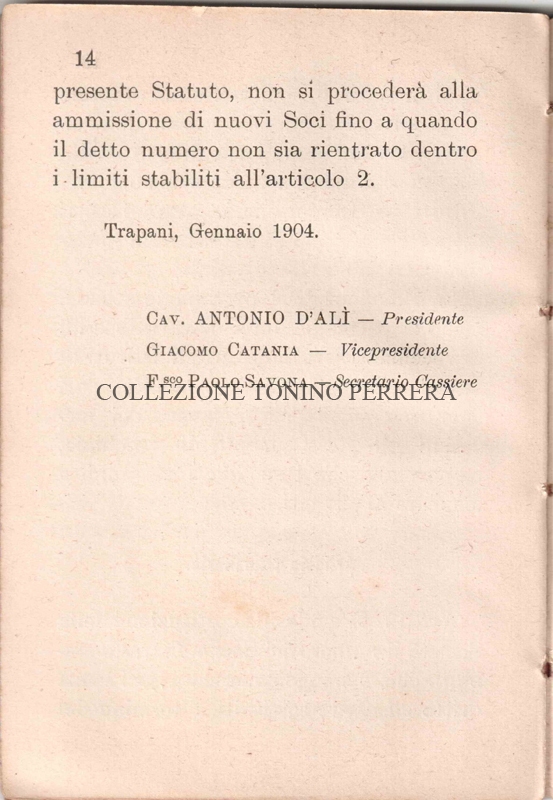 14
presente Statuto, non si procederà alla
ammissione di nuovi Soci fino a quando
il detto numero non sia rientrato dentro
i limiti stabiliti all'articolo 2.
Trapani, Gennaio 1904.
Cav. ANTONIO D'ALÌ — Presidente
Giacomo Catania — Vicepresidente
F.sco Paolo Savona — Secretario Cassiere
COLLEZIONE TONINO PERRERA